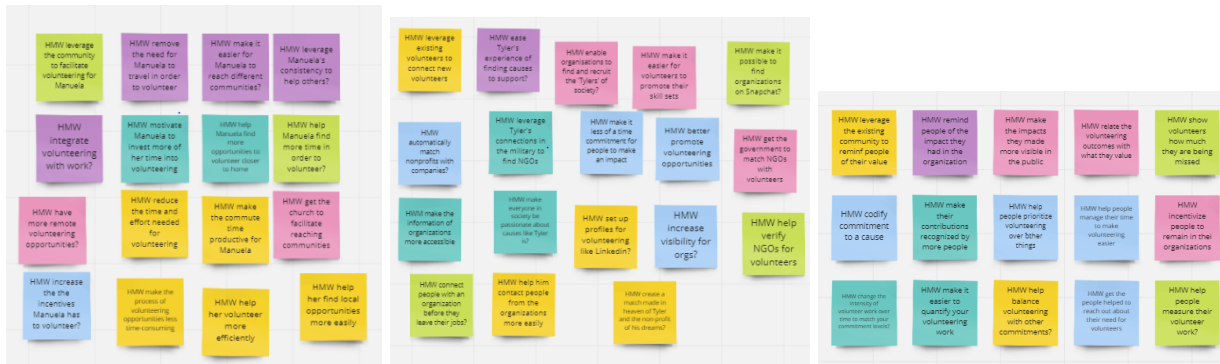 HMW leverage
the community
to facilitate
volunteering for
Manuela
HMW remove
the need for
Manuela to
travel in order
to volunteer
HMW make it
easier for
Manuela to
reach different
communities?
HMW leverage
Manuela's
consistency to
help others?
HMW
integrate
volunteering
with work?
HMW motivate
Manuela to
invest more of
her time into
volunteering
HMW help
Manuela find
more
opportunities to
volunteer closer
to home
HMW help
Manuela find
more time in
order to
volunteer?
HMW have
more remote
volunteering
opportunities?
HMW reduce
the time and
effort needed
for
volunteering
HMW make
the commute
time
productive for
Manuela
HMW get the
church to
facilitate
reaching
communities
HMW increase
the the
incentives
Manuela has
to volunteer?
HMW make the
process of
volunteering
opportunities less
time-consuming
HMW help
her volunteer
more
efficiently
HMW help
her find local
opportunities
more easily
HMW leverage
existing
volunteers to
connect new
volunteers
HMW ease
Tyler's
experience of
finding causes
to support?
HMW enable
organisations to
find and recruit
the 'Tylers' of
society?
HMW make it
easier for
volunteers to
promote their
skill sets
HMW make it
possible to
find
organizations
on Snapchat?
HMW
automatically
match
nonprofits with
companies?
HMW leverage
Tyler's
connections in
the military to
find NGOs
HMW make it
less of a time
commitment for
people to make
an impact
HMW better
promote
volunteering
opportunities
HMW get the
government to
match NGOs
with
volunteers
HMW make the
information of
organizations
more accessible
HMW make
everyone in
society be
passionate about
causes like Tyler
is?
HMW set up
profiles for
volunteering
like Linkedin?
HMW
increase
visibility for
orgs?
HMW help
verify
NGOs for
volunteers
HMW connect
people with an
organization
before they
leave their jobs?
HMW help him
contact people
from the
organizations
more easily
HMW create a
match made in
heaven of Tyler
and the non-profit
of his dreams?
HMW leverage
the existing
community to
remimf people
of their value
HMW remind
people of the
impact they
had in the
organization
HMW make
the impacts
they made
more visible in
the public
HMW relate the
volunteering
outcomes with
what they value
HMW show
volunteers
how much
they are being
missed
HMW codify
commitment
to a cause
HMW make
their
contributions
recognized by
more people
HMW help
people prioritize
volunteering
over other
things
HMW help people
manage their time
to make
volunteering
easier
HMW
incentivize
people to
remain in thei
organizations
HMW change the
intensity of
volunteer work over
time to match your
commitment levels?
HMW make it
easier to
quantify your
volunteering
work
HMW help
balance
volunteering
with other
commitments?
HMW get the
people helped to
reach out about
their need for
volunteers
HMW help
people
measure their
volunteer
work?